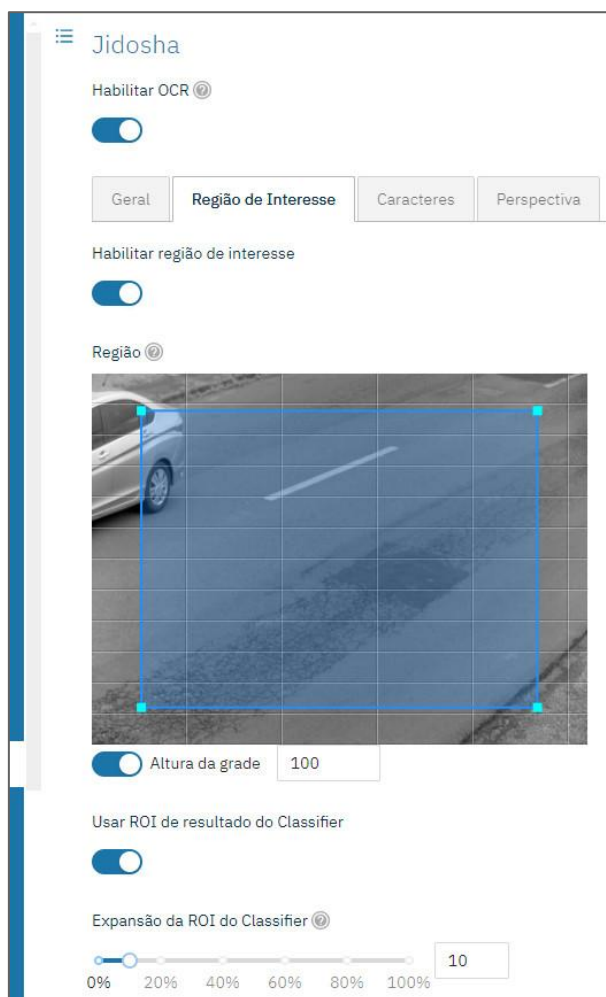 Jidosha
Habilitar OCR
Geral Região de Interesse Caracteres Perspectiva
Habilitar região de interesse
Região
Altura da grade 100
Usar ROI de resultado do Classifier
Expansão da ROI do Classifier
10
0% 20% 40% 60% 80% 100%